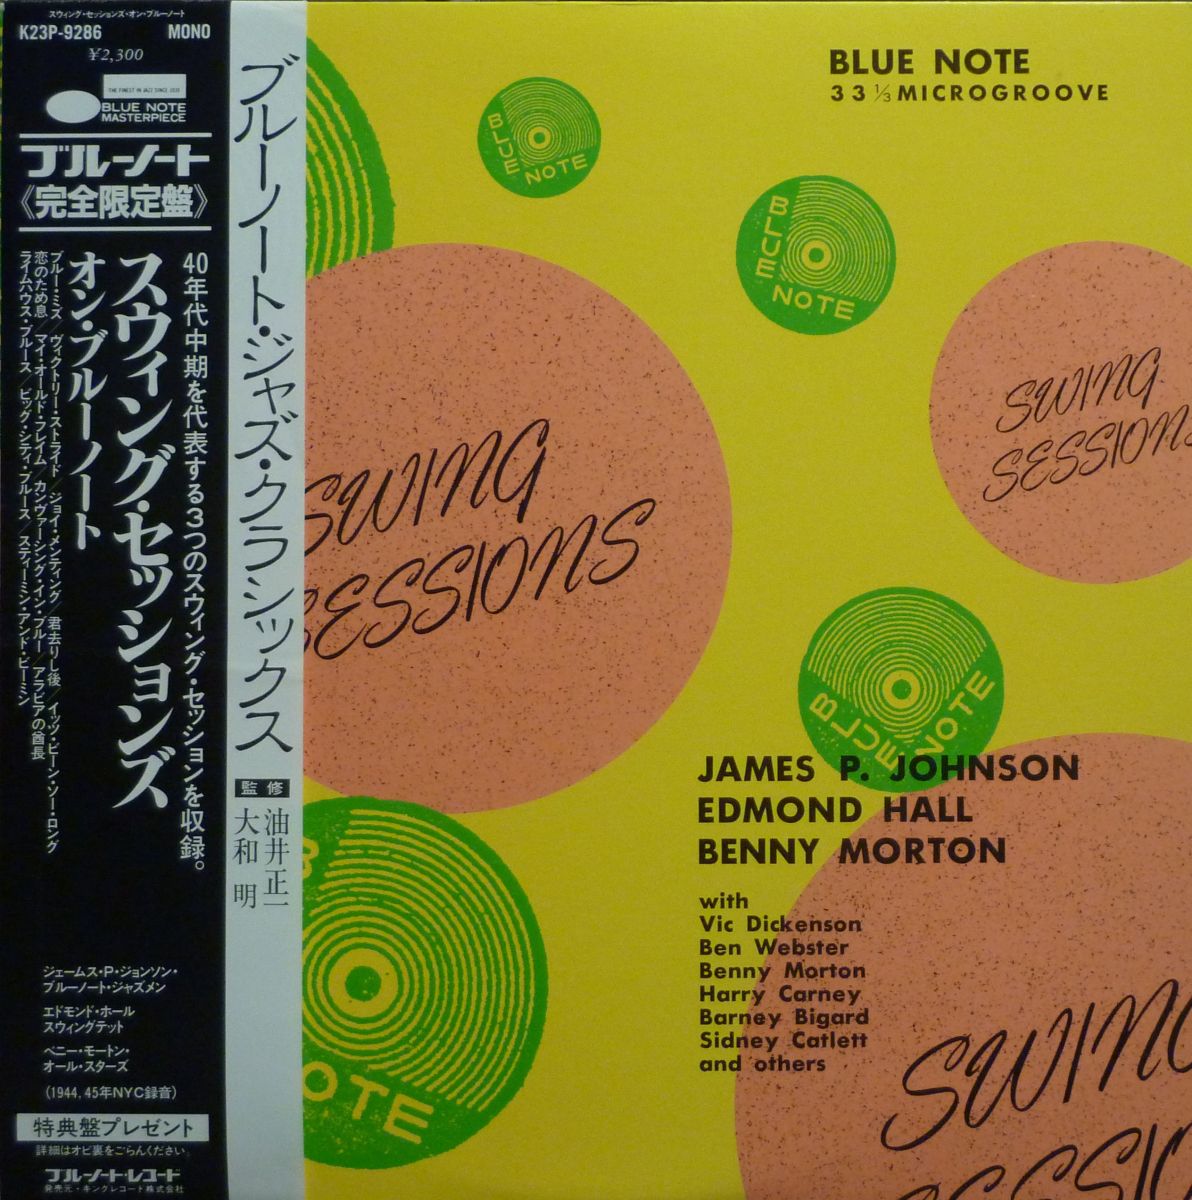 スウィング・セッションズ・オン・ブルーノート
K23P-9286 MONO
¥2,300
THE FINEST IN JAZZ SINCE 1939
BLUE NOTE
MASTERPIECE
ブルーノート
《完全限定盤》
40年代中期を代表する3つのスウィング・セッションを収録。
スウィング・セッションズ
オン・ブルーノート
ブルー・ミズ/ヴィクトリー・ストライド/ジョイ・メンティング/君去りし後/イッツ・ビーン・ソー・ロング
恋のため息/マイ・オールド・フレイム/カンヴァーシング・イン・ブルー/アラビアの酋長
ライムハウス・ブルース/ビッグ・シティ・ブルース/スティーミン・アンド・ビーミン
ジェームス・P・ジョンソン・
ブルーノート・ジャズメン
エドモンド・ホール
スウィングテット
ベニー・モートン・
オール・スターズ
(1944, 45年NYC録音)
特典盤プレゼント
詳細はオビ裏をごらんください。
ブルーノート・レコード
発売元・キングレコード株式会社
ブルーノート・ジャズ・クラシックス
監修
油井正一
大和 明
BLUE NOTE
33 1/3 MICROGROOVE
BLUE NOTE
BLUE NOTE
SWING
SESSIONS
SWING
SESSIONS
BLUE NOTE
JAMES P. JOHNSON
EDMOND HALL
BENNY MORTON
with
Vic Dickenson
Ben Webster
Benny Morton
Harry Carney
Barney Bigard
Sidney Catlett
and others
OTE
SWING